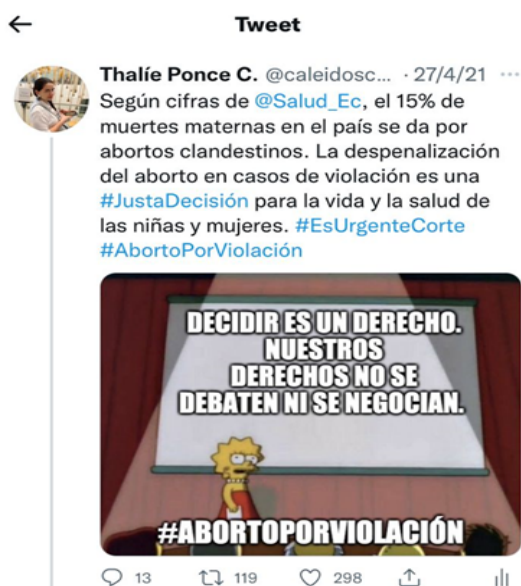 Tweet
Thalíe Ponce C. @caleidosc... · 27/4/21 ...
Según cifras de @Salud_Ec, el 15% de
muertes maternas en el país se da por
abortos clandestinos. La despenalización
del aborto en casos de violación es una
#JustaDecisión para la vida y la salud de
las niñas y mujeres. #EsUrgenteCorte
#AbortoPorViolación
DECIDIR ES UN DERECHO.
NUESTROS
DERECHOS NO SE
DEBATEN NI SE NEGOCIAN.
#ABORTOPORVIOLACIÓN
13 119 298